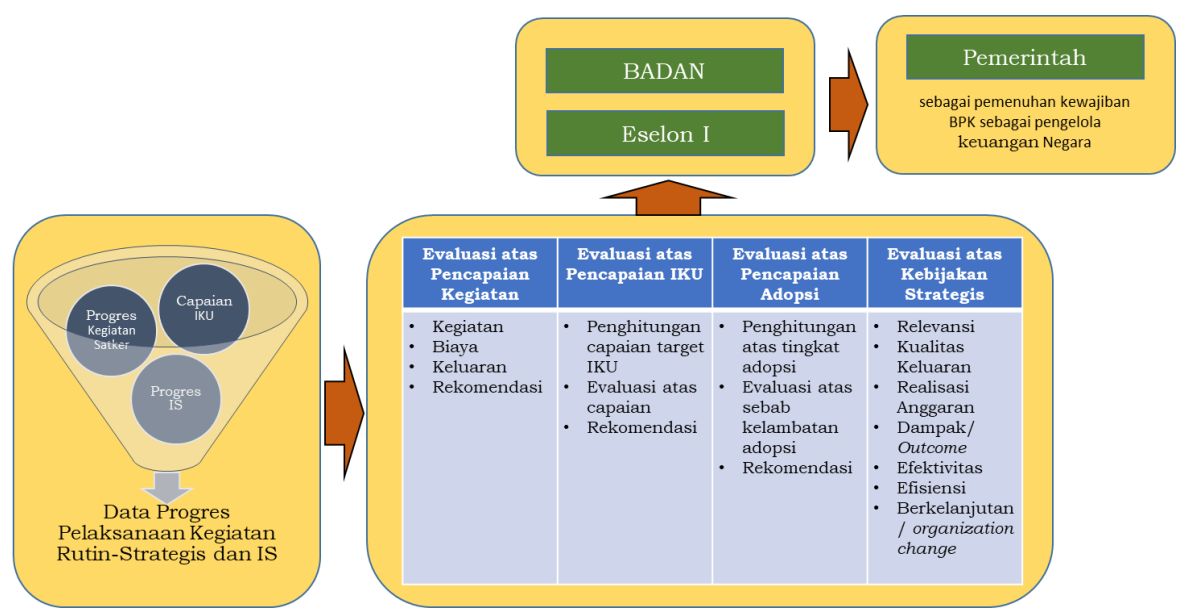 BADAN
Eselon I
Pemerintah
sebagai pemenuhan kewajiban
BPK sebagai pengelola
keuangan Negara
Progres
Kegiatan
Satker
Capaian
IKU
Progres
IS
Data Progres
Pelaksanaan Kegiatan
Rutin-Strategis dan IS
Evaluasi atas
Pencapaian
Kegiatan
• Kegiatan
• Biaya
• Keluaran
• Rekomendasi
Evaluasi atas
Pencapaian IKU
• Penghitungan
capaian target
IKU
• Evaluasi atas
capaian
• Rekomendasi
Evaluasi atas
Pencapaian
Adopsi
• Penghitungan
atas tingkat
adopsi
• Evaluasi atas
sebab
kelambatan
adopsi
• Rekomendasi
Evaluasi atas
Kebijakan
Strategis
• Relevansi
• Kualitas
Keluaran
• Realisasi
Anggaran
• Dampak/
Outcome
• Efektivitas
• Efisiensi
• Berkelanjutan
/ organization
change